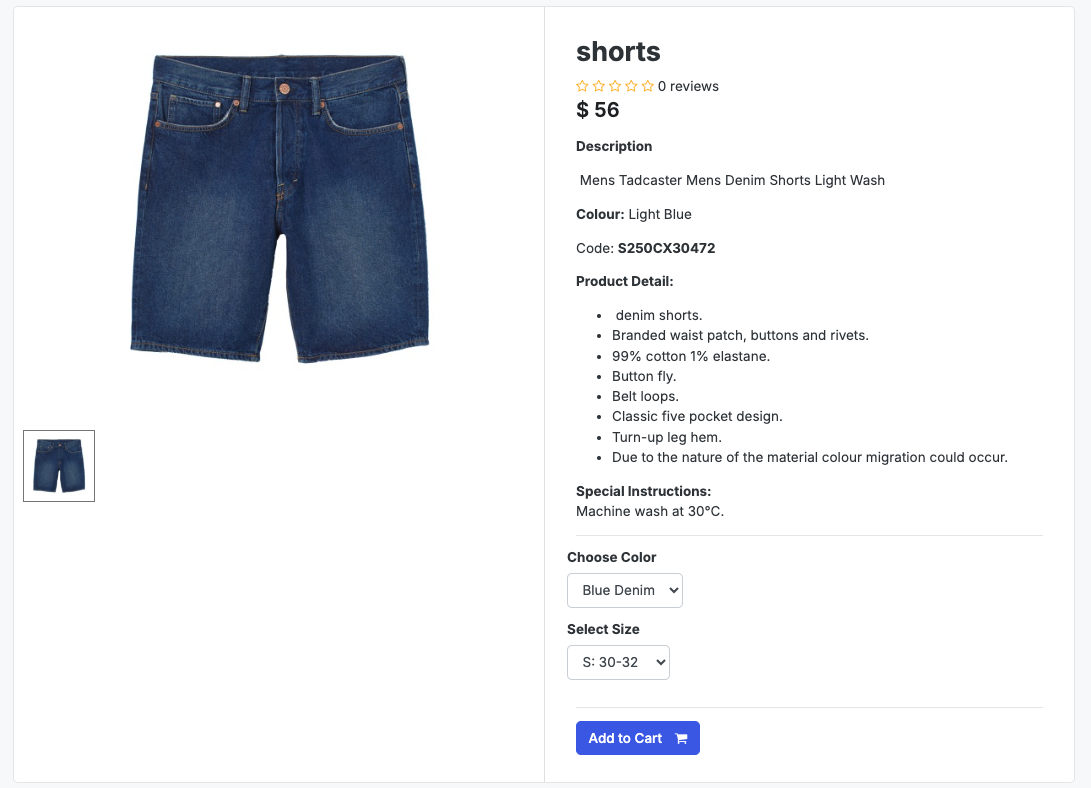 shorts
0 reviews
$ 56
Description
Mens Tadcaster Mens Denim Shorts Light Wash
Colour: Light Blue
Code: S250CX30472
Product Detail:
denim shorts.
Branded waist patch, buttons and rivets.
99% cotton 1% elastane.
Button fly.
Belt loops.
Classic five pocket design.
Turn-up leg hem.
Due to the nature of the material colour migration could occur.
Special Instructions:
Machine wash at 30°C.
Choose Color
Blue Denim
Select Size
S: 30-32
Add to Cart